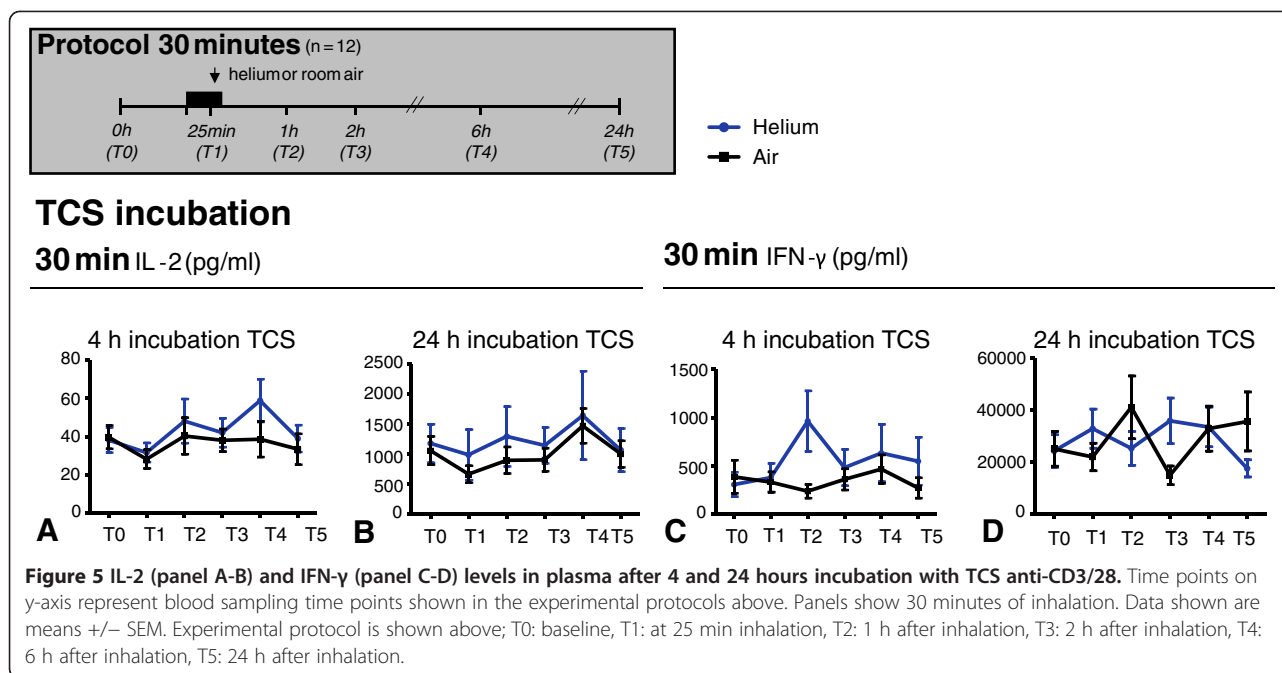 Protocol 30 minutes (n = 12)
helium or room air
0h 25min 1h 2h 6h 24h
(T0) (T1) (T2) (T3) (T4) (T5)
Helium
Air
TCS incubation
30 min IL-2 (pg/ml)
30 min IFN-γ (pg/ml)
4 h incubation TCS
80
60
40
20
0
A T0 T1 T2 T3 T4 T5
24 h incubation TCS
2500
2000
1500
1000
500
0
B T0 T1 T2 T3 T4 T5
4 h incubation TCS
1500
1000
500
0
C T0 T1 T2 T3 T4 T5
24 h incubation TCS
60000
40000
20000
0
D T0 T1 T2 T3 T4 T5
Figure 5 IL-2 (panel A-B) and IFN-γ (panel C-D) levels in plasma after 4 and 24 hours incubation with TCS anti-CD3/28. Time points on
y-axis represent blood sampling time points shown in the experimental protocols above. Panels show 30 minutes of inhalation. Data shown are
means +/− SEM. Experimental protocol is shown above; T0: baseline, T1: at 25 min inhalation, T2: 1 h after inhalation, T3: 2 h after inhalation, T4:
6 h after inhalation, T5: 24 h after inhalation.